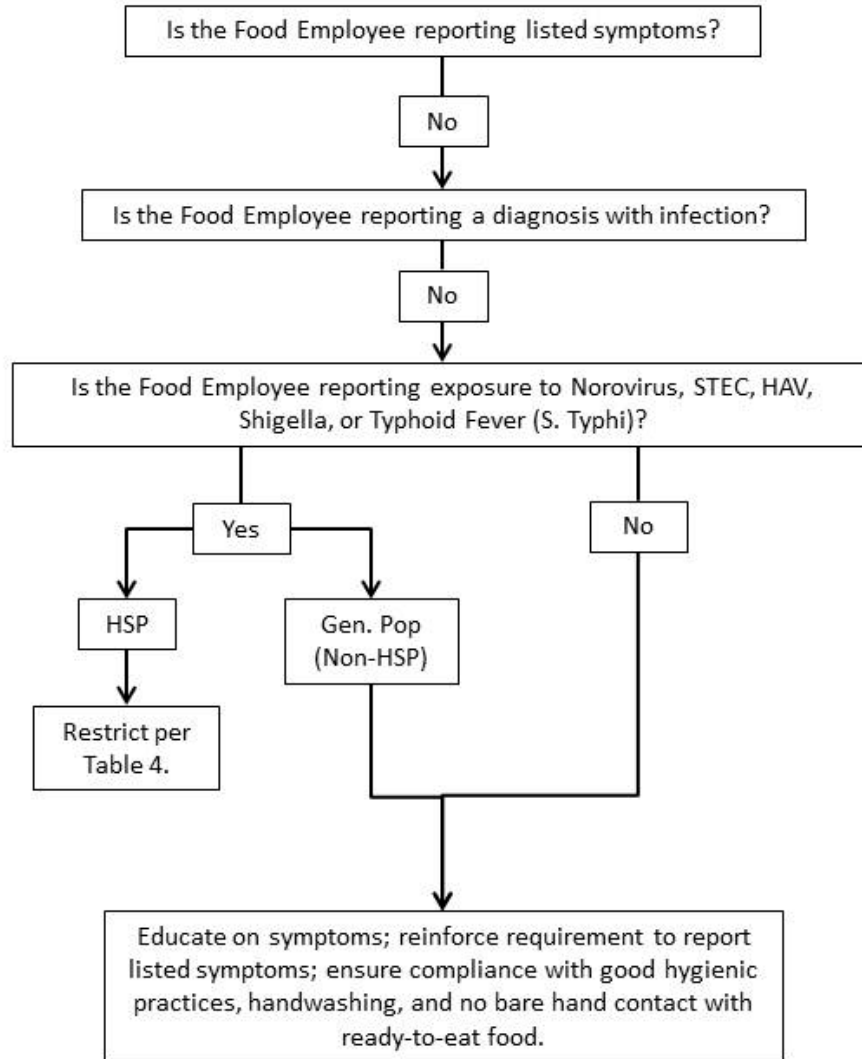 Is the Food Employee reporting listed symptoms?
No
Is the Food Employee reporting a diagnosis with infection?
No
Is the Food Employee reporting exposure to Norovirus, STEC, HAV,
Shigella, or Typhoid Fever (S. Typhi)?
Yes
No
HSP
Gen. Pop
(Non-HSP)
Restrict per
Table 4.
Educate on symptoms; reinforce requirement to report
listed symptoms; ensure compliance with good hygienic
practices, handwashing, and no bare hand contact with
ready-to-eat food.